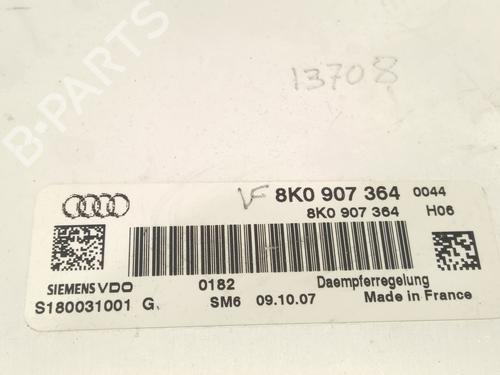 B-PARTS
13708
VF 8K0 907 364 0044
8K0 907 364 H06
SIEMENS VDO 0182 Daempferregelung
S180031001 G. SM6 09.10.07 Made in France